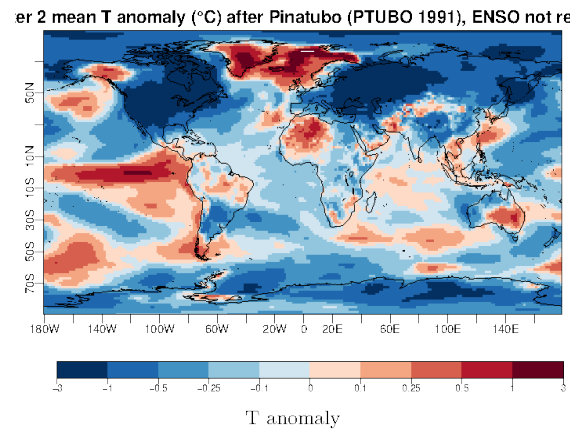 er 2 mean T anomaly (°C) after Pinatubo (PTUBO 1991), ENSO not re
50N
10N
10S
30S
50S
70S
180W 140W 100W 60W 20W 0 20E 60E 100E 140E
-3 -1 -0.5 -0.25 -0.1 0 0.1 0.25 0.5 1 3
T anomaly